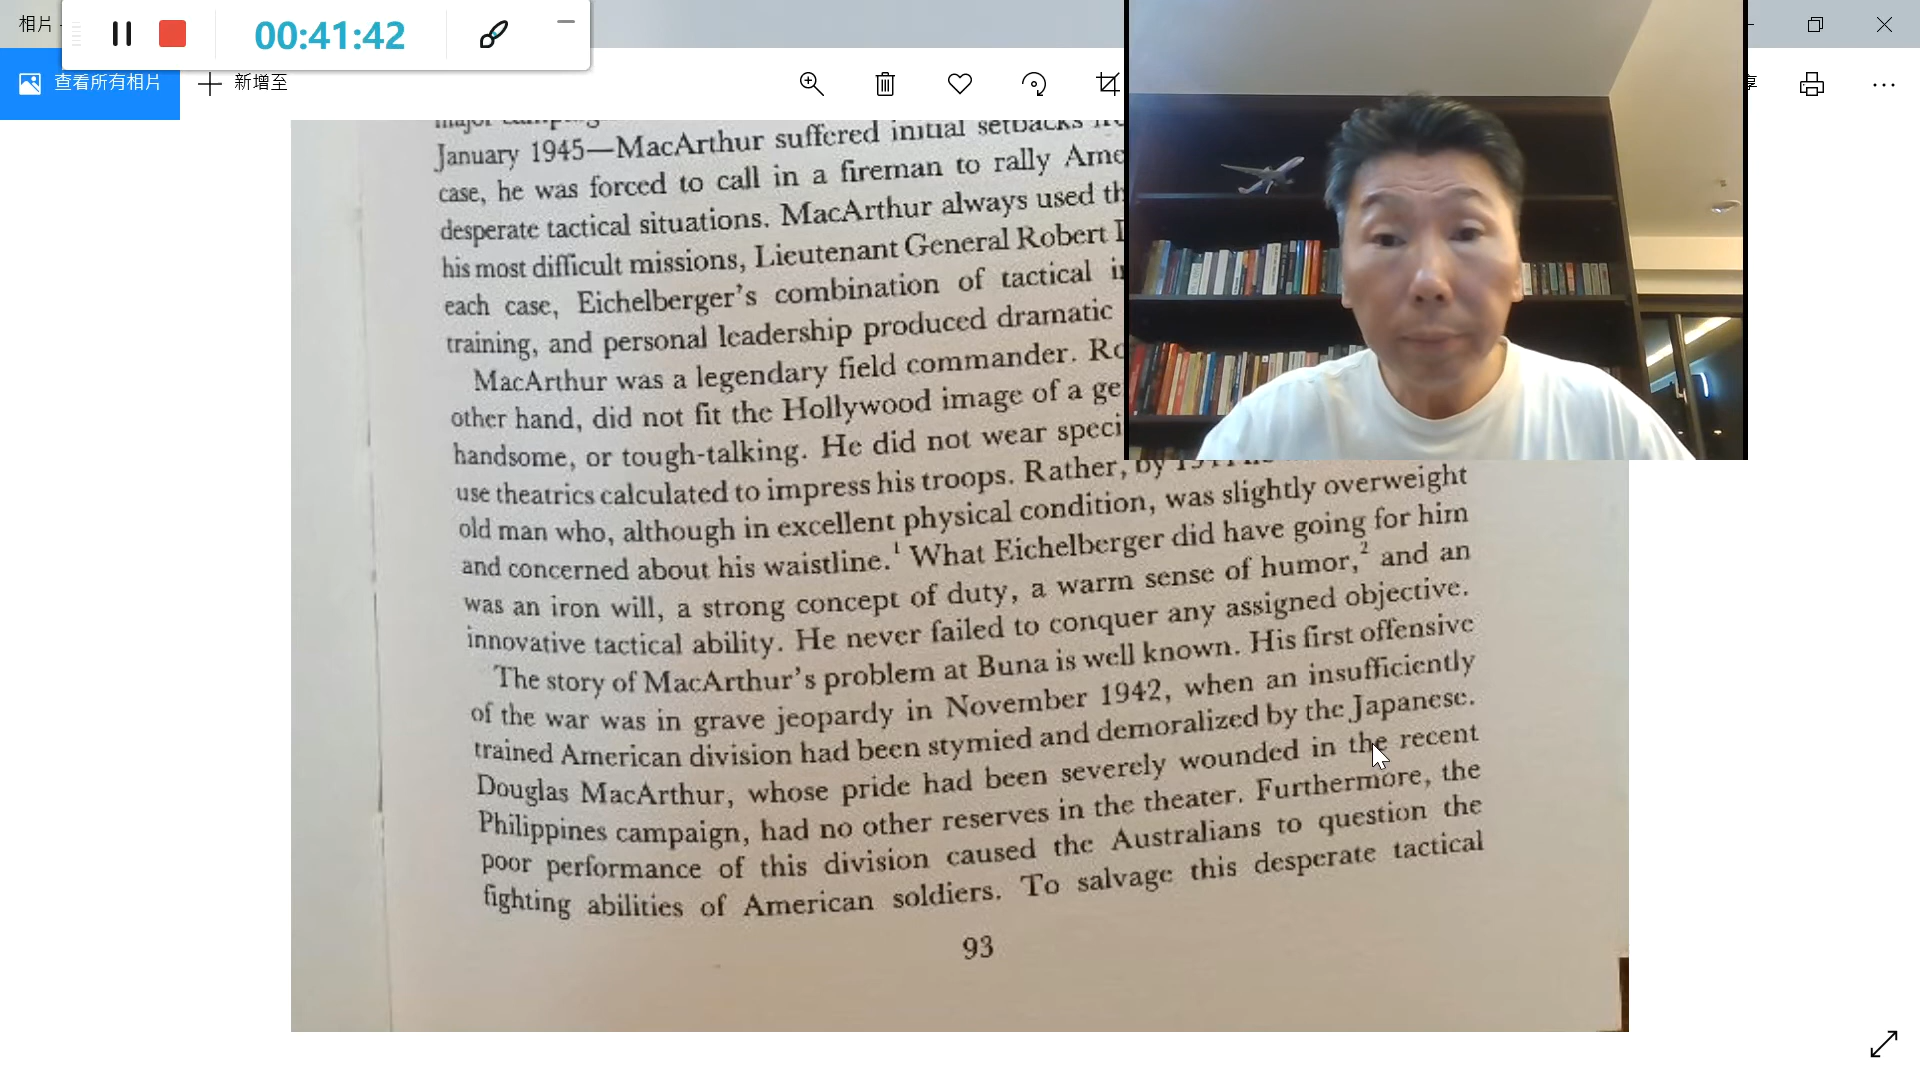 相片
00:41:42
查看所有相片
新增至
享
January 1945—MacArthur suffered initial setbacks
case, he was forced to call in a fireman to rally Ame
desperate tactical situations. MacArthur always used th
his most difficult missions, Lieutenant General Robert
each case, Eichelberger's combination of tactical
training, and personal leadership produced dramatic
MacArthur was a legendary field commander. Ro
other hand, did not fit the Hollywood image of a ge
handsome, or tough-talking. He did not wear speci
use theatrics calculated to impress his troops. Rather, by
old man who, although in excellent physical condition, was slightly overweight
and concerned about his waistline.1 What Eichelberger did have going for him
was an iron will, a strong concept of duty, a warm sense of humor,2 and an
innovative tactical ability. He never failed to conquer any assigned objective.
The story of MacArthur's problem at Buna is well known. His first offensive
of the war was in grave jeopardy in November 1942, when an insufficiently
trained American division had been stymied and demoralized by the Japanese.
Douglas MacArthur, whose pride had been severely wounded in the recent
Philippines campaign, had no other reserves in the theater. Furthermore, the
poor performance of this division caused the Australians to question the
fighting abilities of American soldiers. To salvage this desperate tactical
93